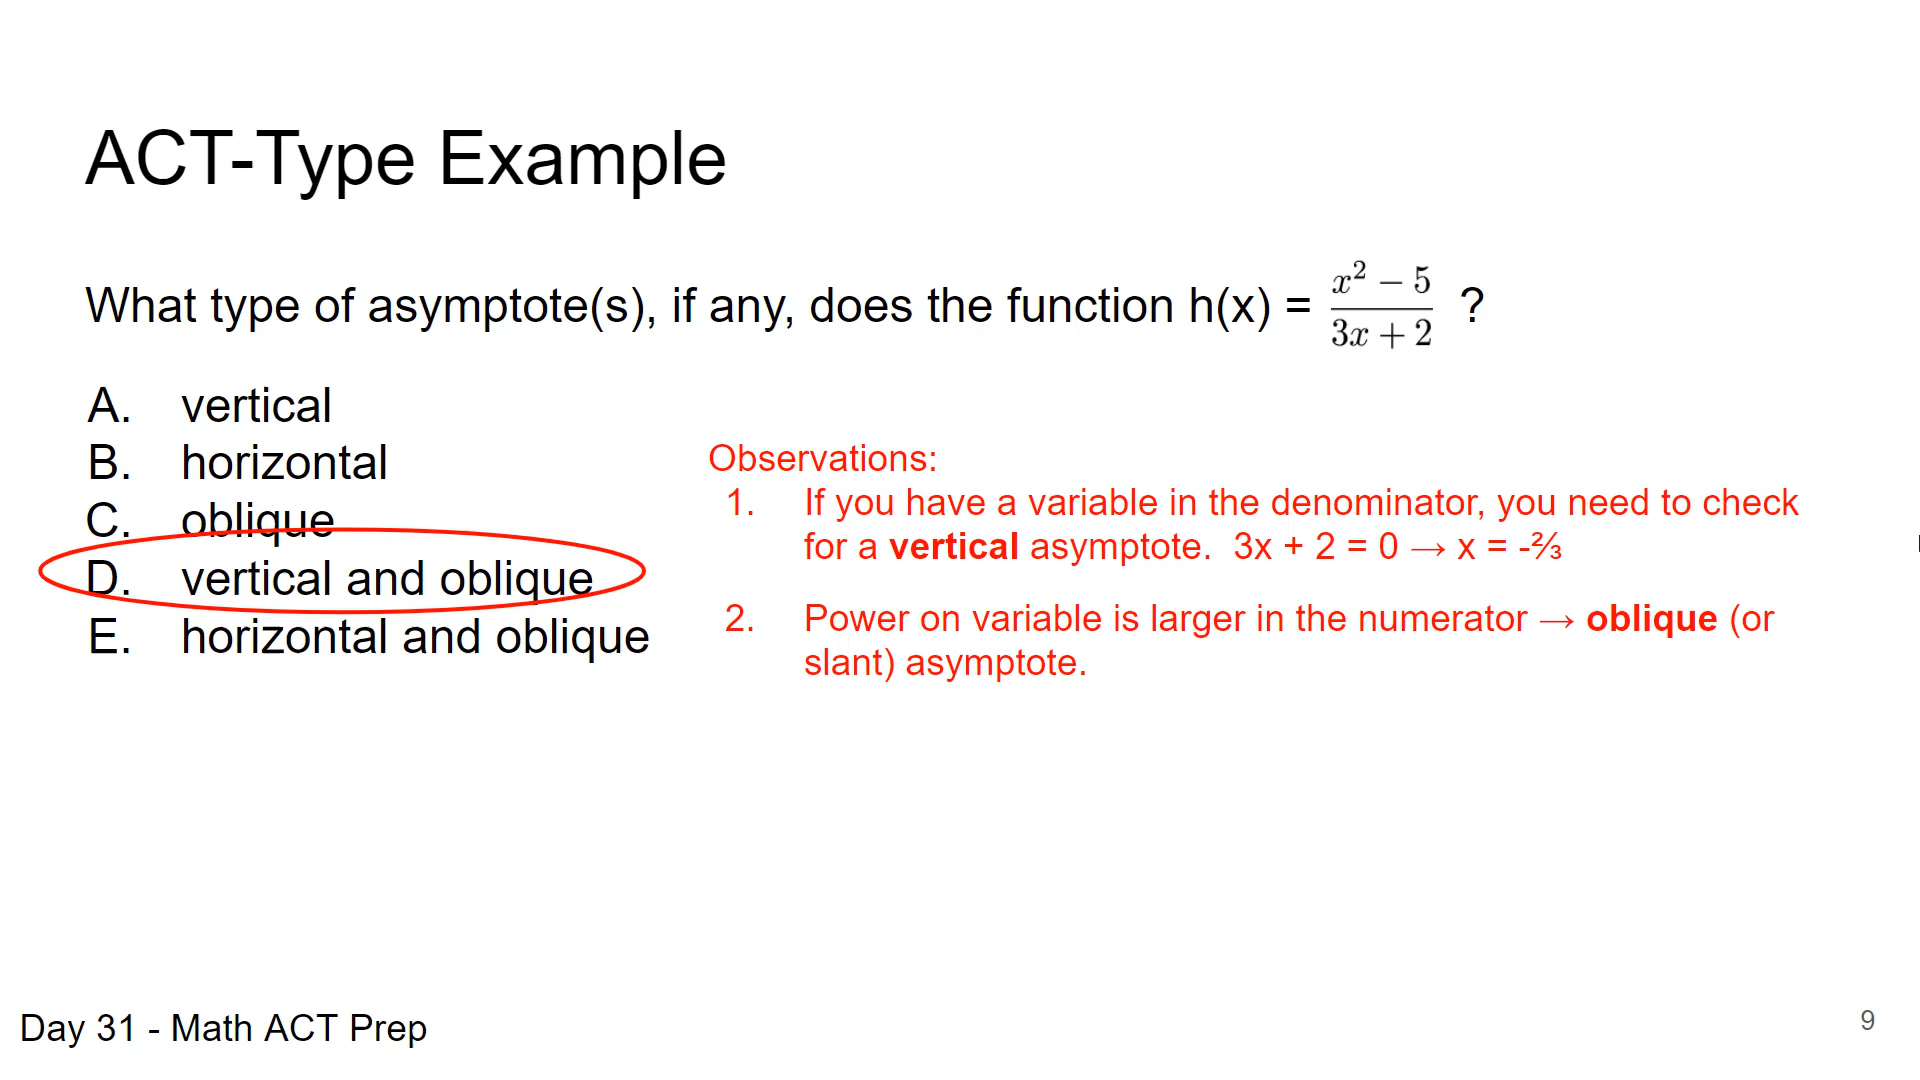 ACT-Type Example
What type of asymptote(s), if any, does the function h(x) = \frac{x^2 - 5}{3x + 2} ?
A. vertical
B. horizontal
C. oblique
D. vertical and oblique
E. horizontal and oblique
Observations:
1. If you have a variable in the denominator, you need to check
for a vertical asymptote. 3x + 2 = 0 → x = -⅔
2. Power on variable is larger in the numerator → oblique (or
slant) asymptote.
Day 31 - Math ACT Prep
9